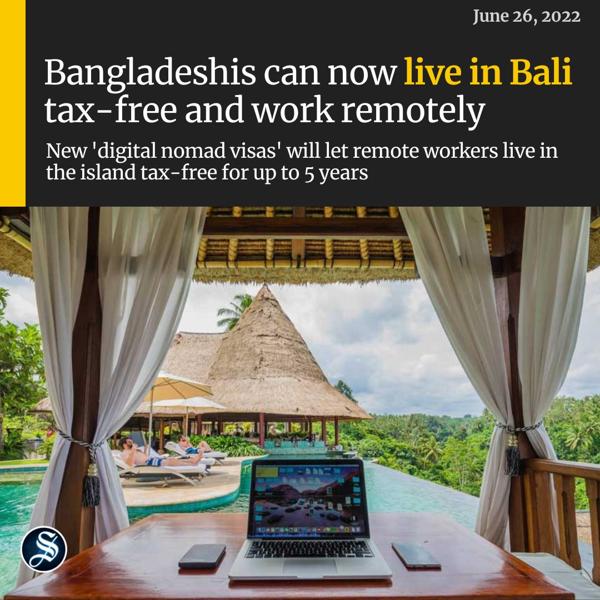 June 26, 2022
Bangladeshis can now live in Bali
tax-free and work remotely
New 'digital nomad visas' will let remote workers live in
the island tax-free for up to 5 years
S